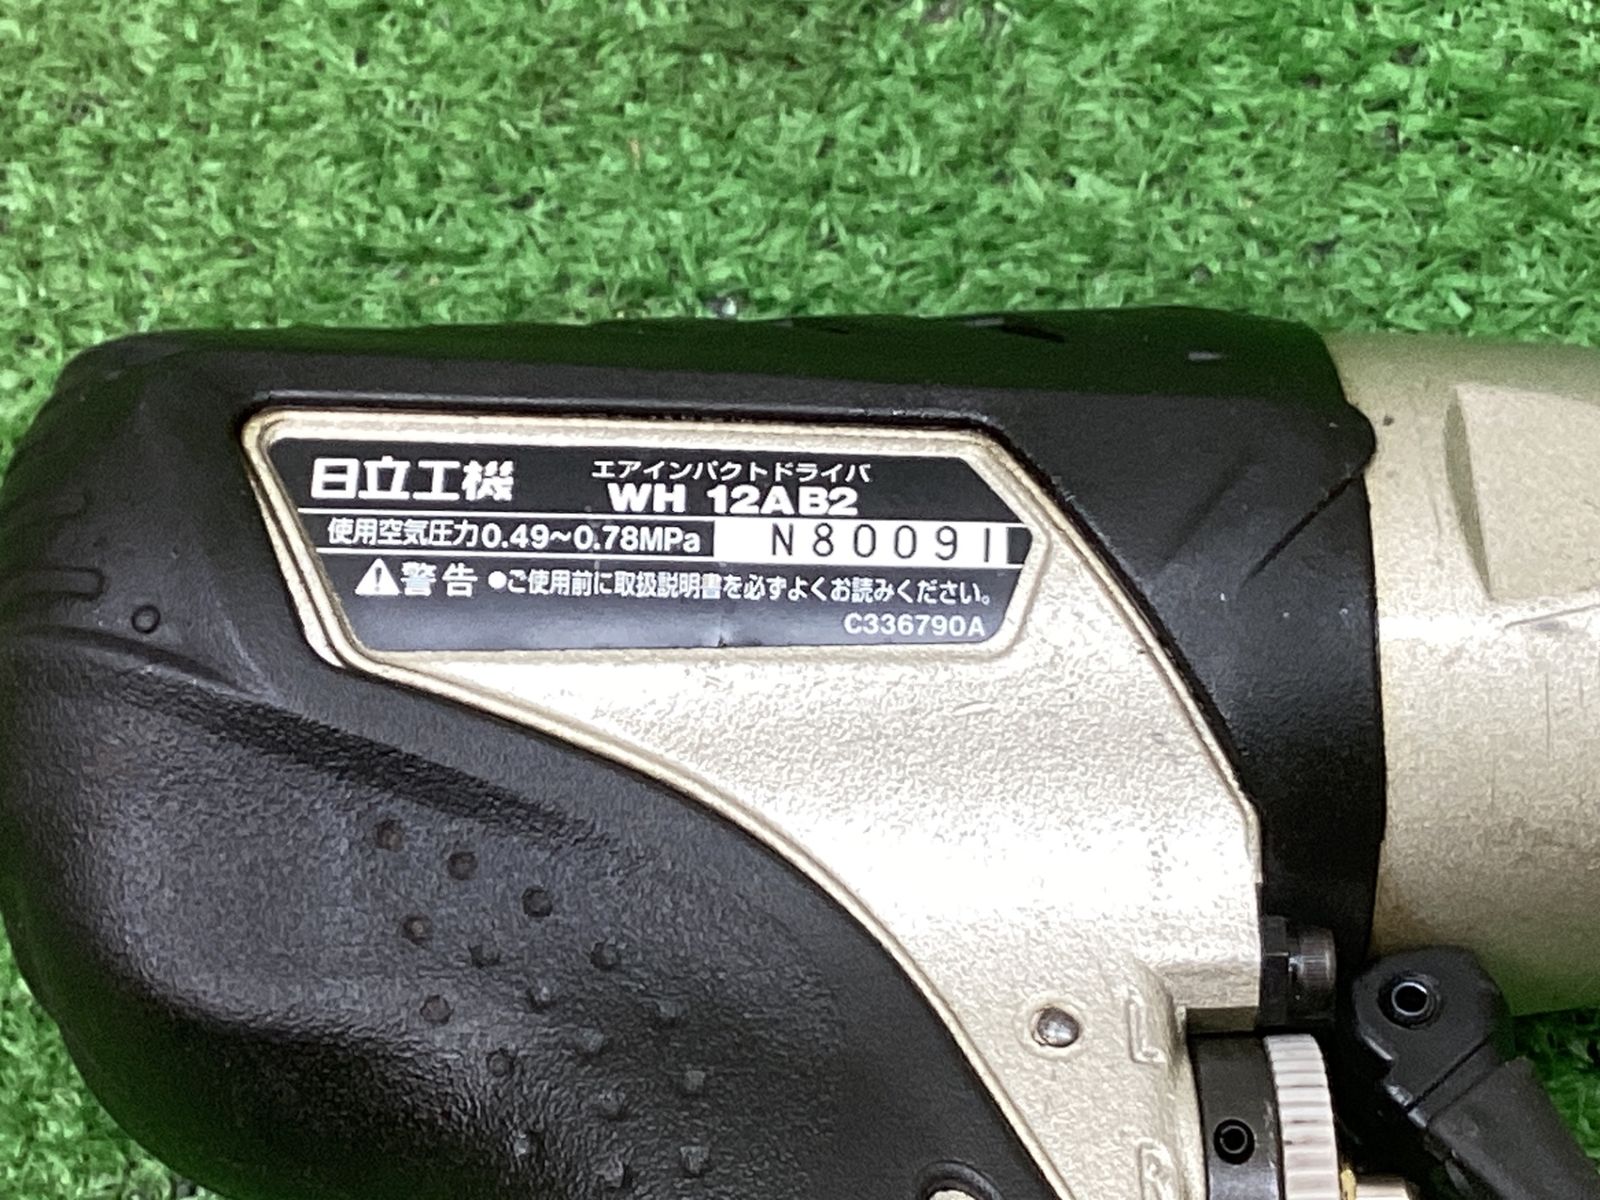 日立工機
エアインパクトドライバ
WH 12AB2
使用空気圧力0.49~0.78MPa
N80091
警告 ●ご使用前に取扱説明書を必ずよくお読みください。
C336790A
L
R